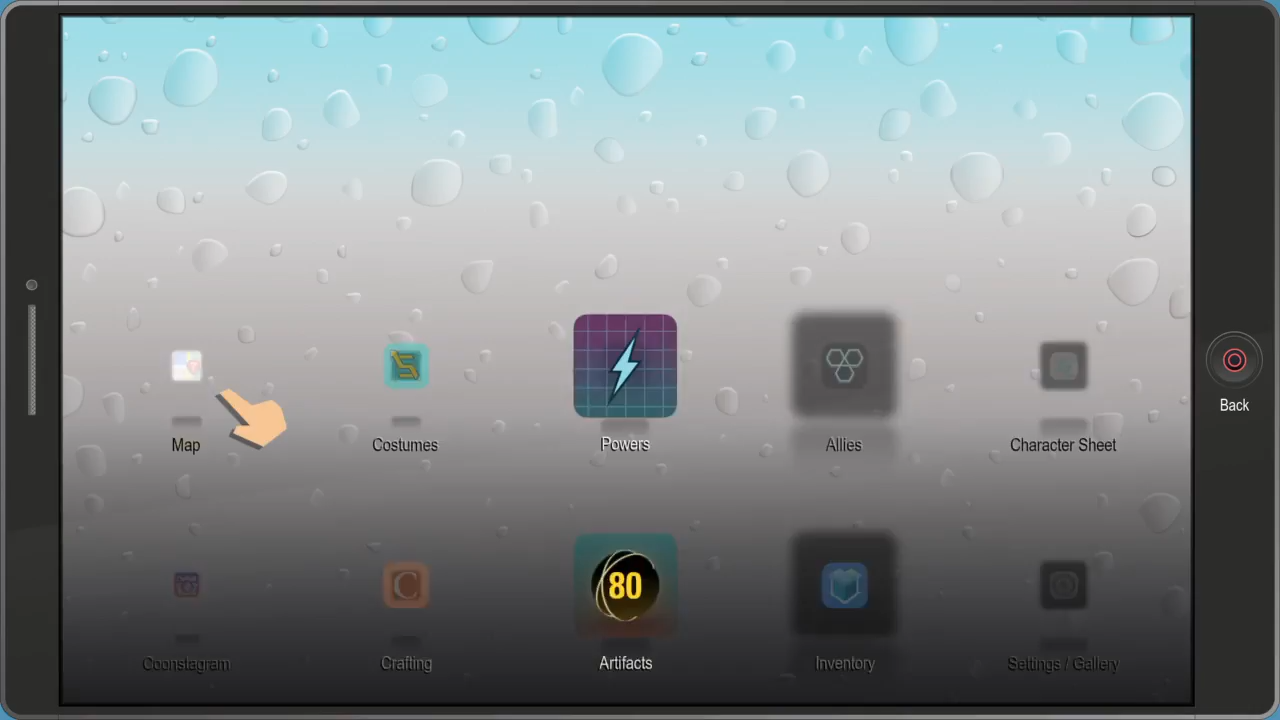 Map
Costumes
Powers
Allies
Character Sheet
Back
80
C
Coonstagram
Crafting
Artifacts
Inventory
Settings / Gallery